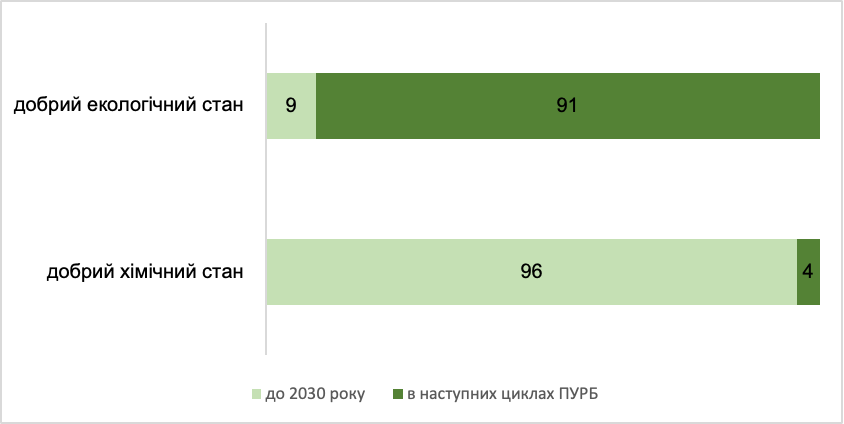 добрий екологічний стан
9
91
добрий хімічний стан
96
4
до 2030 року
в наступних циклах ПУРБ